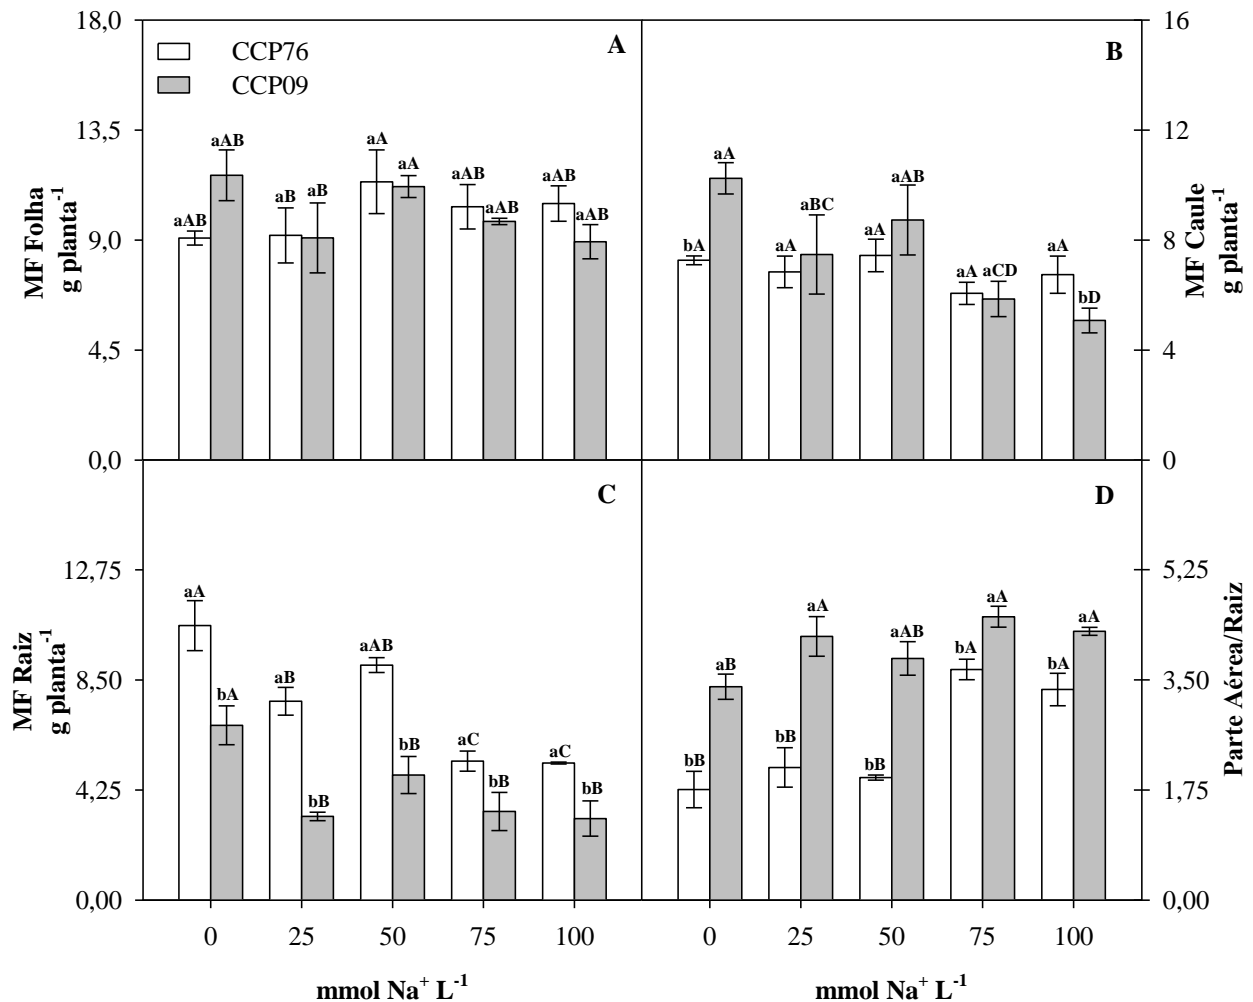 18,0
13,5
9,0
4,5
0,0
MF Folha
g planta⁻¹
CCP76
CCP09
A
aAB
aAB
aB
aB
aA
aA
aAB
aAB
aAB
aAB
B
bA
aA
aA
aBC
aA
aAB
aA
aCD
aA
bD
16
12
8
4
0
MF Caule
g planta⁻¹
12,75
8,50
4,25
0,00
MF Raiz
g planta⁻¹
C
aA
bA
aB
bB
aAB
bB
aC
bB
aC
bB
0 25 50 75 100
mmol Na⁺ L⁻¹
D
bB
aB
bB
aA
bB
aAB
bA
aA
bA
aA
5,25
3,50
1,75
0,00
Parte Aérea/Raiz
0 25 50 75 100
mmol Na⁺ L⁻¹